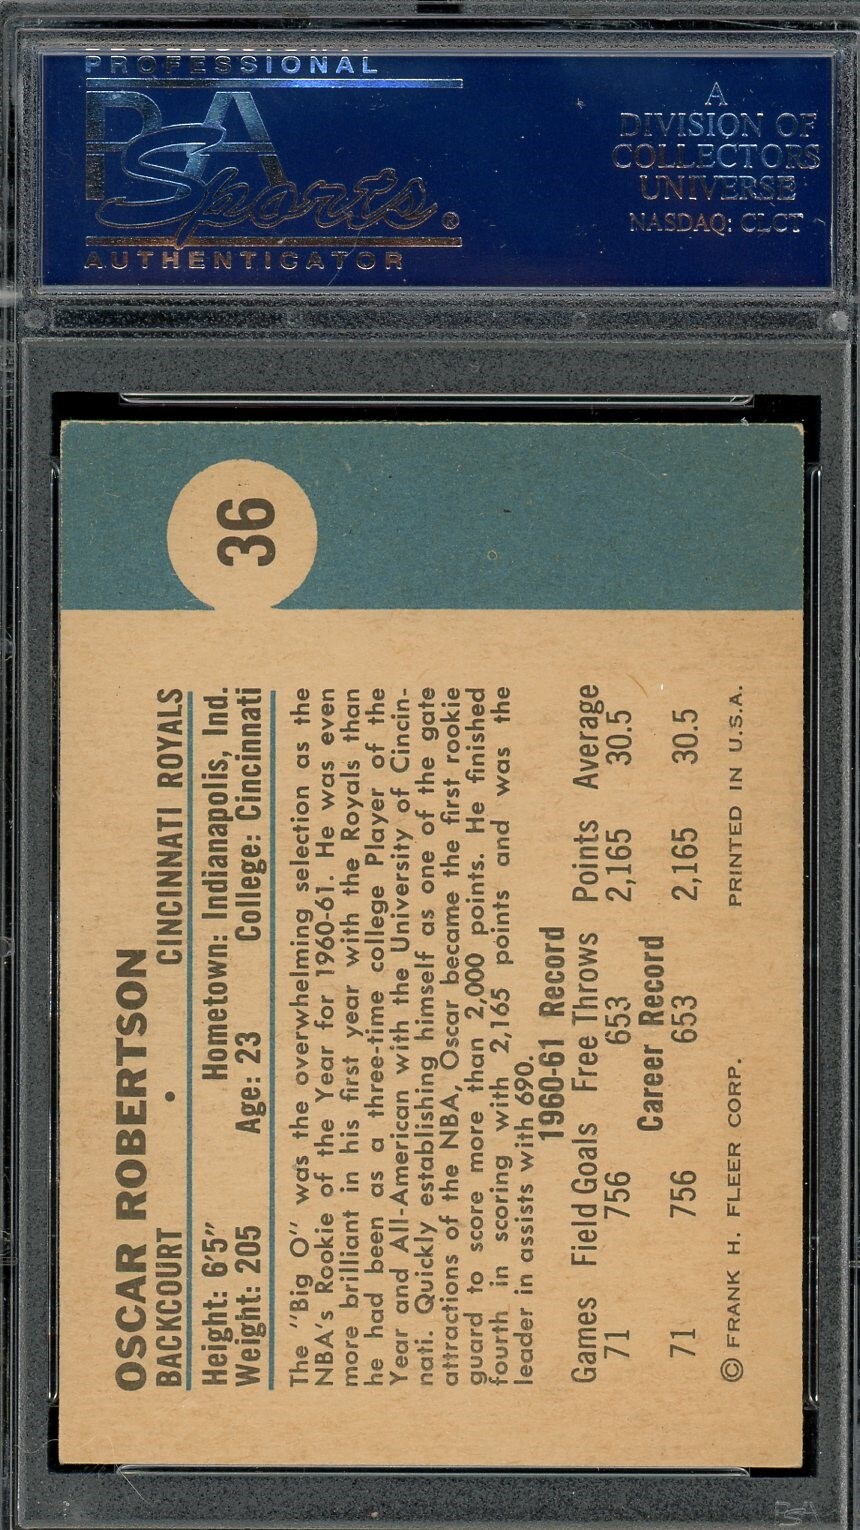 PROFESSIONAL
PSA
Sports®
AUTHENTICATOR
A
DIVISION OF
COLLECTORS
UNIVERSE
NASDAQ: CLCT
36
OSCAR ROBERTSON
BACKCOURT • CINCINNATI ROYALS
Height: 6'5" Hometown: Indianapolis, Ind.
Weight: 205 Age: 23 College: Cincinnati
The "Big O" was the overwhelming selection as the
NBA's Rookie of the Year for 1960-61. He was even
more brilliant in his first year with the Royals than
he had been as a three-time college Player of the
Year and All-American with the University of Cincin-
nati. Quickly establishing himself as one of the gate
attractions of the NBA, Oscar became the first rookie
guard to score more than 2,000 points. He finished
fourth in scoring with 2,165 points and was the
leader in assists with 690.
1960-61 Record
Games Field Goals Free Throws Points Average
71 756 653 2,165 30.5
Career Record
71 756 653 2,165 30.5
© FRANK H. FLEER CORP. PRINTED IN U.S.A.
PSA